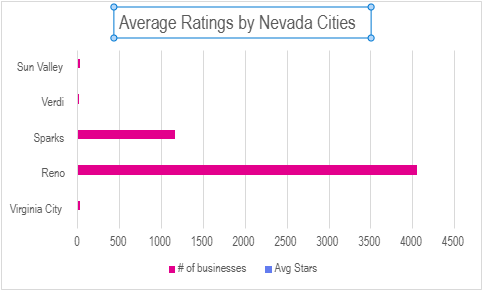 Average Ratings by Nevada Cities
Sun Valley
Verdi
Sparks
Reno
Virginia City
0 500 1000 1500 2000 2500 3000 3500 4000 4500
# of businesses Avg Stars